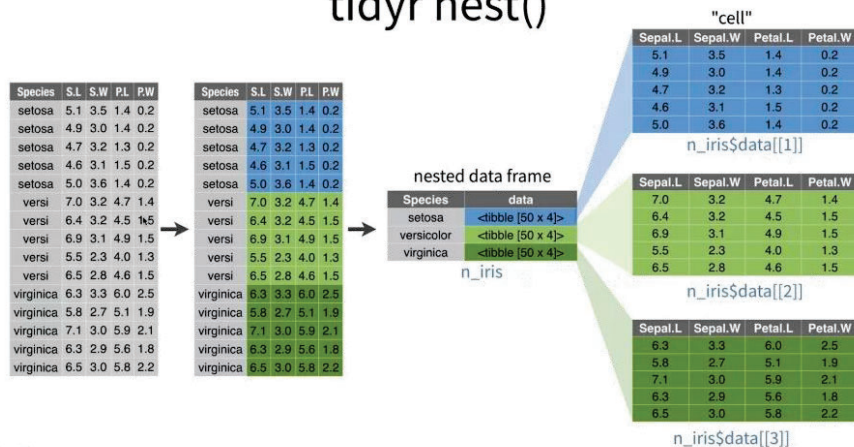 tidyr nest()
Species S.L S.W P.L P.W
setosa 5.1 3.5 1.4 0.2
setosa 4.9 3.0 1.4 0.2
setosa 4.7 3.2 1.3 0.2
setosa 4.6 3.1 1.5 0.2
setosa 5.0 3.6 1.4 0.2
versi 7.0 3.2 4.7 1.4
versi 6.4 3.2 4.5 1.5
versi 6.9 3.1 4.9 1.5
versi 5.5 2.3 4.0 1.3
versi 6.5 2.8 4.6 1.5
virginica 6.3 3.3 6.0 2.5
virginica 5.8 2.7 5.1 1.9
virginica 7.1 3.0 5.9 2.1
virginica 6.3 2.9 5.6 1.8
virginica 6.5 3.0 5.8 2.2
Species S.L S.W P.L P.W
setosa 5.1 3.5 1.4 0.2
setosa 4.9 3.0 1.4 0.2
setosa 4.7 3.2 1.3 0.2
setosa 4.6 3.1 1.5 0.2
setosa 5.0 3.6 1.4 0.2
versi 7.0 3.2 4.7 1.4
versi 6.4 3.2 4.5 1.5
versi 6.9 3.1 4.9 1.5
versi 5.5 2.3 4.0 1.3
versi 6.5 2.8 4.6 1.5
virginica 6.3 3.3 6.0 2.5
virginica 5.8 2.7 5.1 1.9
virginica 7.1 3.0 5.9 2.1
virginica 6.3 2.9 5.6 1.8
virginica 6.5 3.0 5.8 2.2
nested data frame
Species data
setosa <tibble [50 x 4]>
versicolor <tibble [50 x 4]>
virginica <tibble [50 x 4]>
n_iris
"cell"
Sepal.L Sepal.W Petal.L Petal.W
5.1 3.5 1.4 0.2
4.9 3.0 1.4 0.2
4.7 3.2 1.3 0.2
4.6 3.1 1.5 0.2
5.0 3.6 1.4 0.2
n_iris$data[[1]]
Sepal.L Sepal.W Petal.L Petal.W
7.0 3.2 4.7 1.4
6.4 3.2 4.5 1.5
6.9 3.1 4.9 1.5
5.5 2.3 4.0 1.3
6.5 2.8 4.6 1.5
n_iris$data[[2]]
Sepal.L Sepal.W Petal.L Petal.W
6.3 3.3 6.0 2.5
5.8 2.7 5.1 1.9
7.1 3.0 5.9 2.1
6.3 2.9 5.6 1.8
6.5 3.0 5.8 2.2
n_iris$data[[3]]